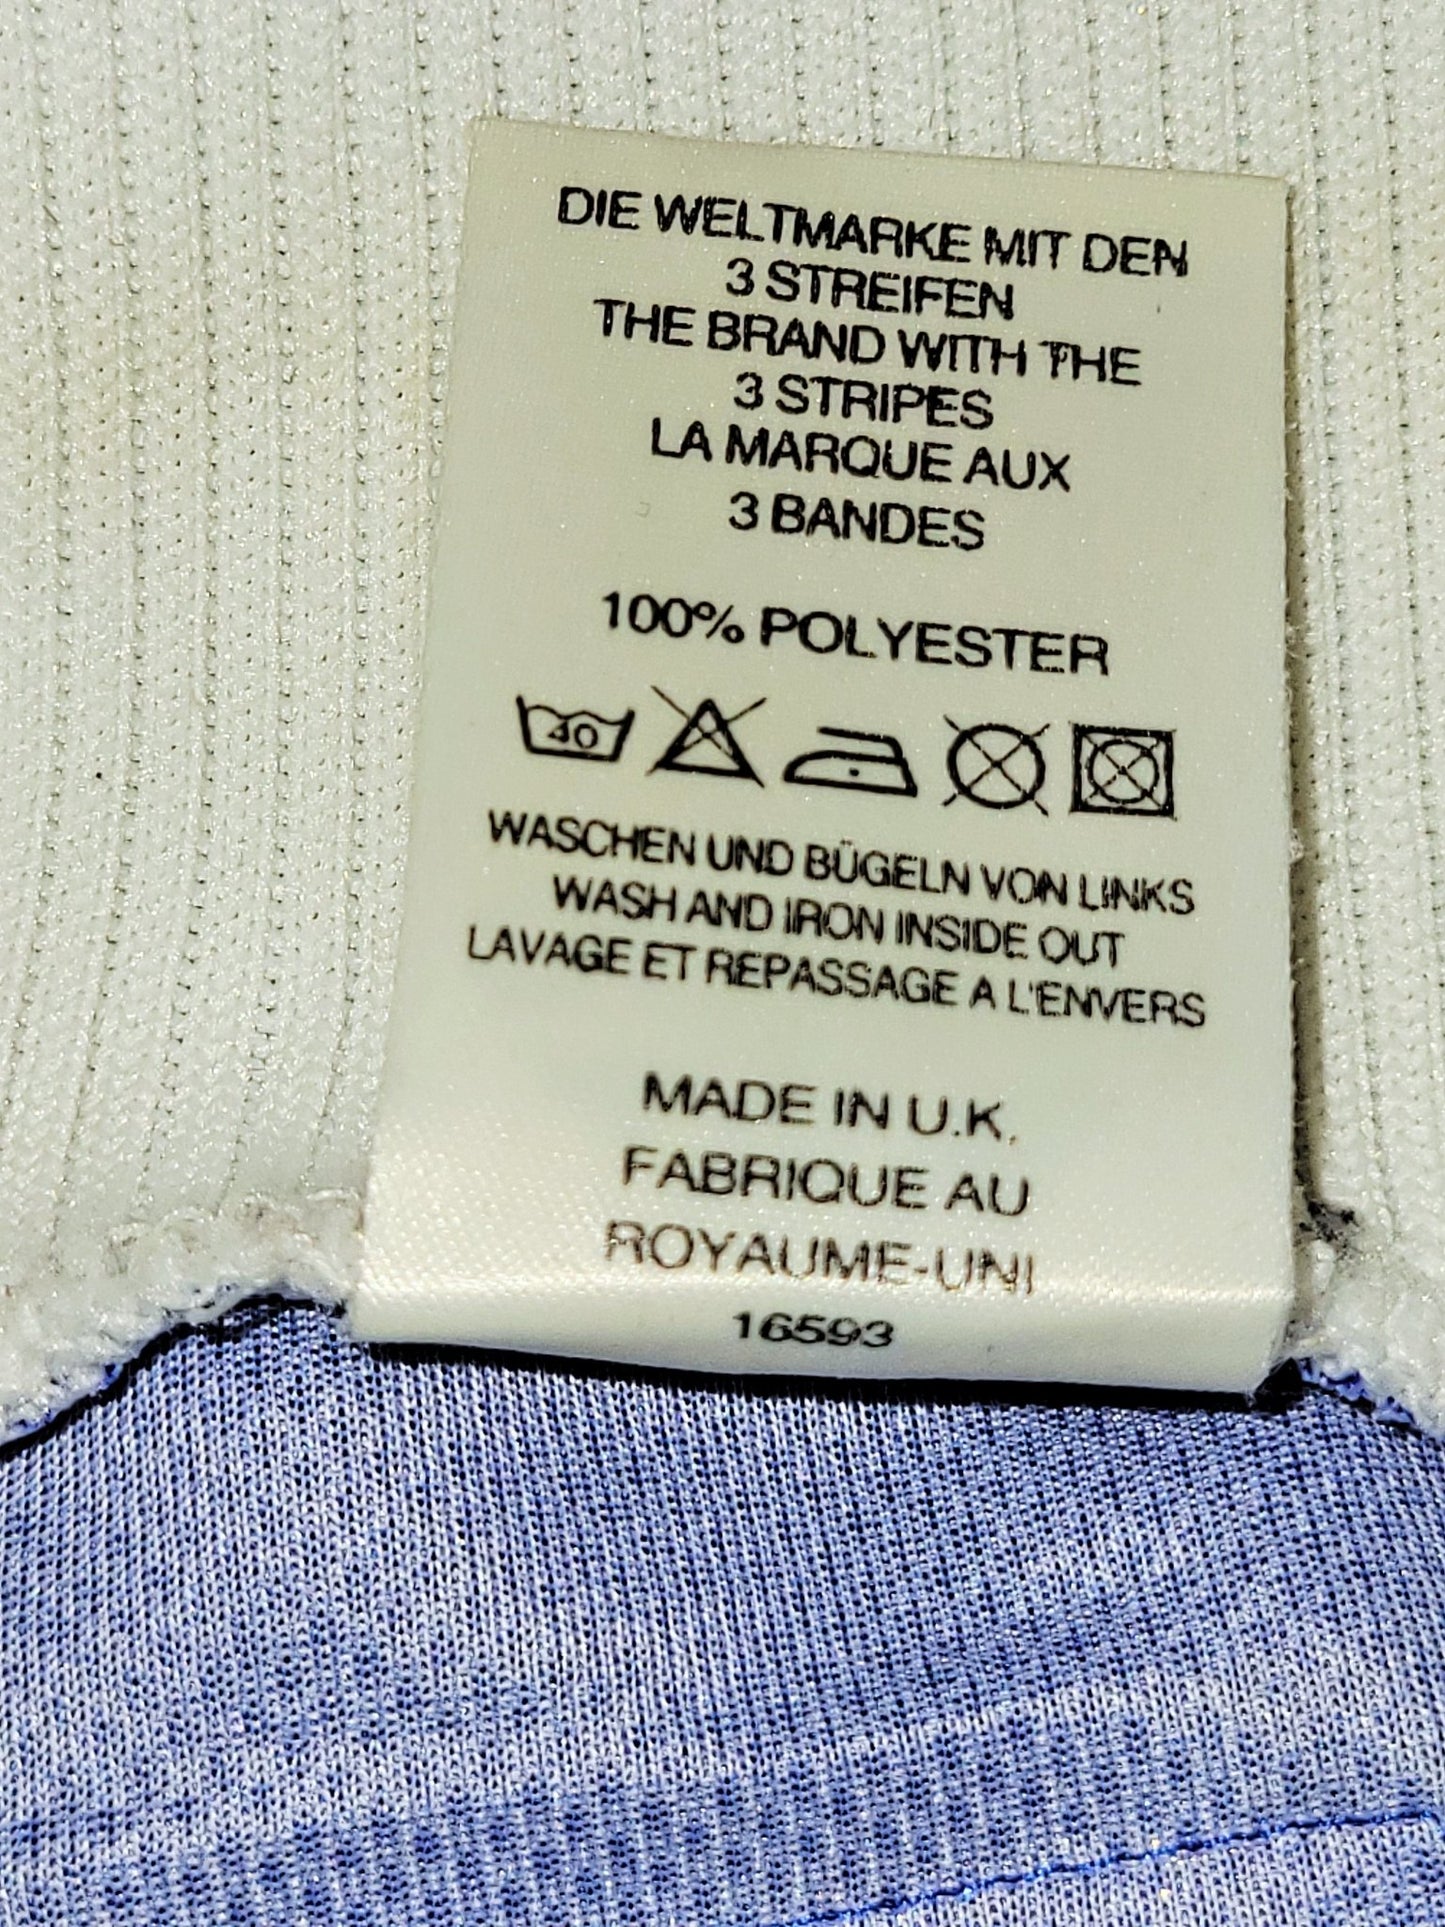 DIE WELTMARKE MIT DEN
3 STREIFEN
THE BRAND WITH THE
3 STRIPES
LA MARQUE AUX
3 BANDES
100% POLYESTER
40
WASCHEN UND BÜGELN VON LINKS
WASH AND IRON INSIDE OUT
LAVAGE ET REPASSAGE A L'ENVERS
MADE IN U.K.
FABRIQUE AU
ROYAUME-UNI
16593